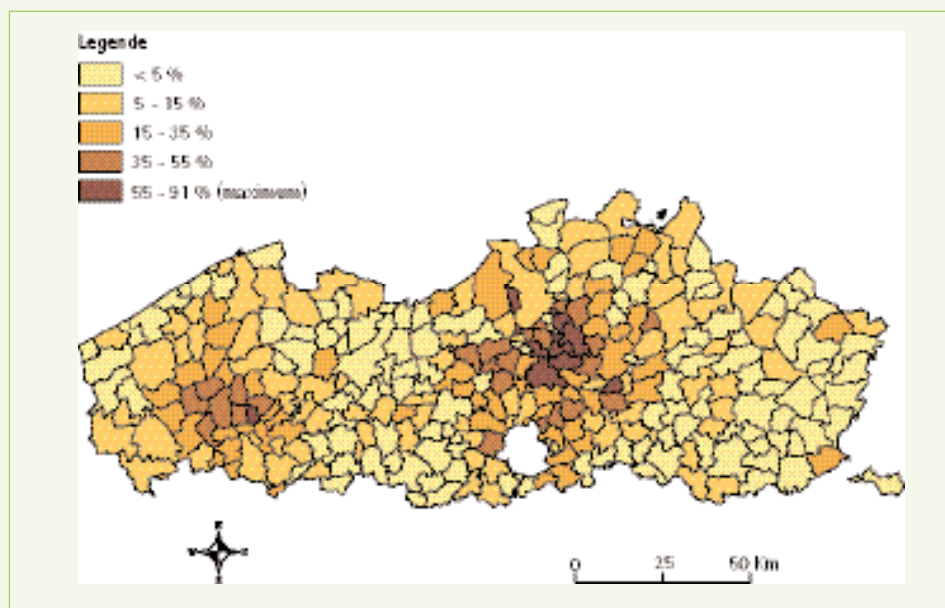 Legende
< 5 %
5 - 15 %
15 - 35 %
35 - 55 %
55 - 91 % (maximum)
N
W E
S
0 25 50 Km